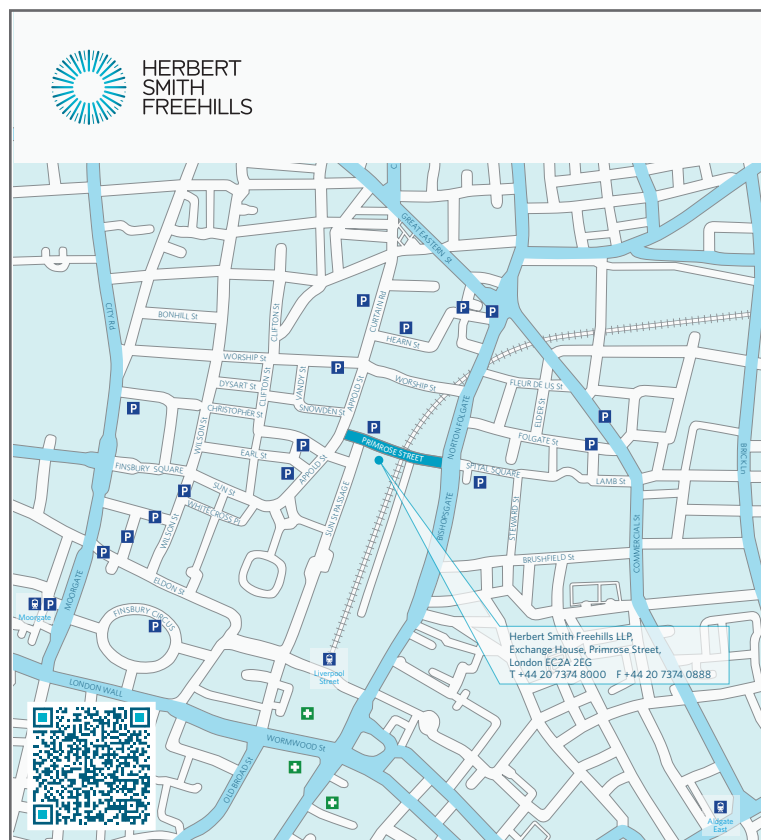 HERBERT
SMITH
FREEHILLS
GREAT EASTERN St
CITY Rd
BONHILL St
CLIFTON St
CURTAIN Rd
P
P
P
P
HEARN St
WORSHIP St
P
WORSHIP St
DYSART St
CLIFTON St
VANDY St
APPOLD St
FLEUR DE LIS St
ELDER St
P
CHRISTOPHER St
SNOWDEN St
NORTON FOLGATE
P
WILSON St
P
PRIMROSE STREET
FOLGATE St
P
BRICK Ln
EARL St
P
P
APPOLD St
FINSBURY SQUARE
SPITAL SQUARE
P
LAMB St
P
SUN St
WHITECROSS Pl
SUN St PASSAGE
BISHOPSGATE
STEWARD St
COMMERCIAL St
P
WILSON St
P
P
BRUSHFIELD St
MOORGATE
ELDON St
P
Moorgate
FINSBURY CIRCUS
P
Herbert Smith Freehills LLP,
Exchange House, Primrose Street,
London EC2A 2EG
T +44 20 7374 8000 F +44 20 7374 0888
Liverpool
Street
LONDON WALL
WORMWOOD St
OLD BROAD St
Aldgate
East